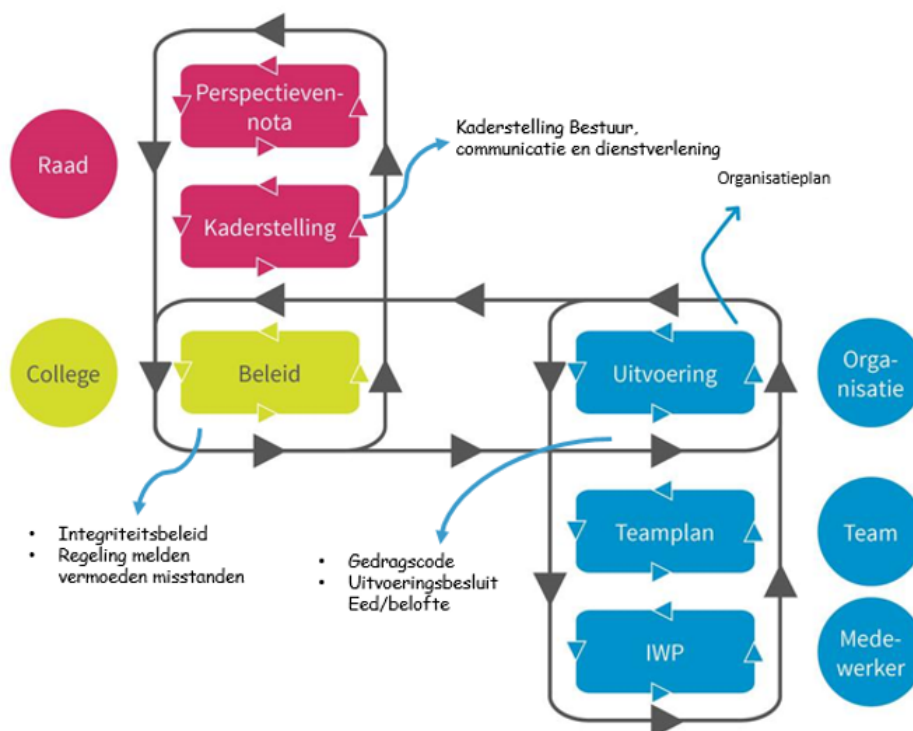 Perspectieven-
nota
Raad
Kaderstelling Bestuur,
communicatie en dienstverlening
Organisatieplan
Kaderstelling
College
Beleid
Uitvoering
Orga-
nisatie
• Integriteitsbeleid
• Regeling melden
vermoeden misstanden
• Gedragscode
• Uitvoeringsbesluit
Eed/belofte
Teamplan
Team
IWP
Mede-
werker